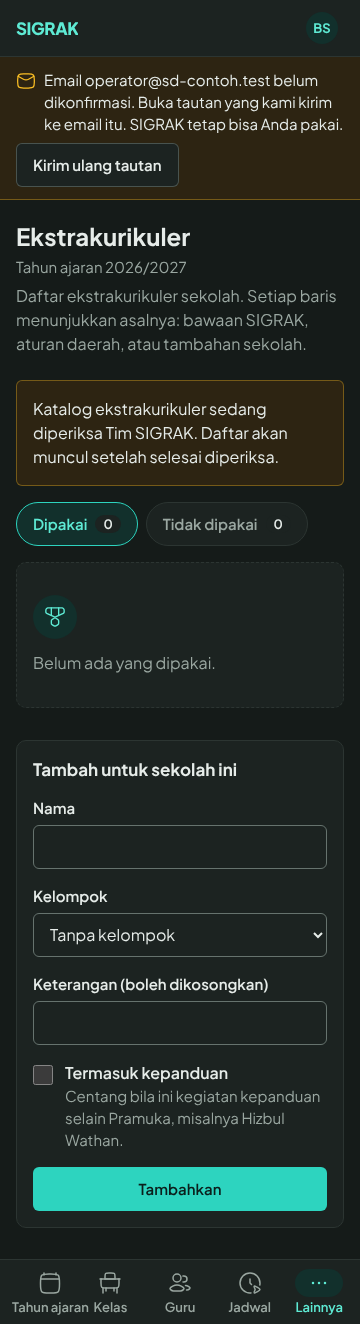 SIGRAK
BS
Email operator@sd-contoh.test belum
dikonfirmasi. Buka tautan yang kami kirim
ke email itu. SIGRAK tetap bisa Anda pakai.
Kirim ulang tautan
Ekstrakurikuler
Tahun ajaran 2026/2027
Daftar ekstrakurikuler sekolah. Setiap baris
menunjukkan asalnya: bawaan SIGRAK,
aturan daerah, atau tambahan sekolah.
Katalog ekstrakurikuler sedang
diperiksa Tim SIGRAK. Daftar akan
muncul setelah selesai diperiksa.
Dipakai 0
Tidak dipakai 0
Belum ada yang dipakai.
Tambah untuk sekolah ini
Nama
Kelompok
Tanpa kelompok
Keterangan (boleh dikosongkan)
Termasuk kepanduan
Centang bila ini kegiatan kepanduan
selain Pramuka, misalnya Hizbul
Wathan.
Tambahkan
Tahun ajaran
Kelas
Guru
Jadwal
Lainnya